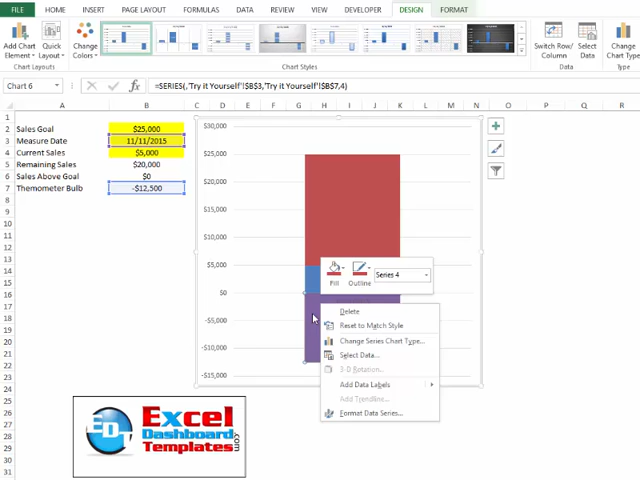 FILE HOME INSERT PAGE LAYOUT FORMULAS DATA REVIEW VIEW DEVELOPER DESIGN FORMAT
Add Chart Element
Quick Layout
Change Colors
Switch Row/ Column
Select Data
Change Chart Type
Chart Layouts Chart Styles Data Type
Chart 6 fx =SERIES(,'Try it Yourself'!$B$3,'Try it Yourself'!$B$7,4)
A B C D E F G H I J K L M N O P Q R
1
2 Sales Goal $25,000
3 Measure Date 11/11/2015
4 Current Sales $5,000
5 Remaining Sales $20,000
6 Sales Above Goal $0
7 Themometer Bulb -$12,500
8
9
10
11
12
13
14
15
16
17
18
19
20
21
22
23
24
25
26
27
28
29
30
31
$30,000
$25,000
$20,000
$15,000
$10,000
$5,000
$0
-$5,000
-$10,000
-$15,000
Series 4
Fill Outline
Delete
Reset to Match Style
Change Series Chart Type...
Select Data...
3-D Rotation...
Add Data Labels
Add Trendline...
Format Data Series...
EDT
Excel
Dashboard
Templates
.com